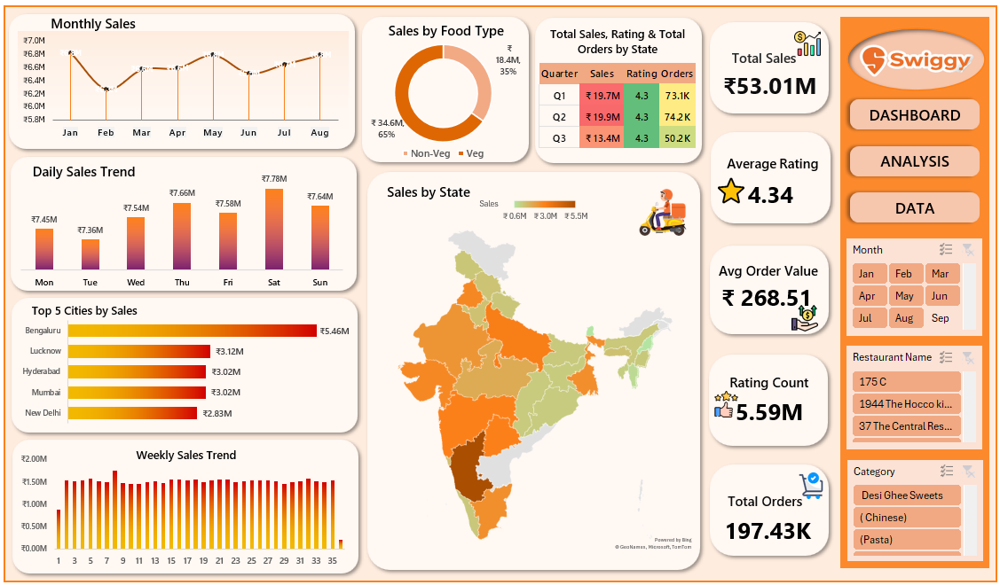 Monthly Sales
₹7.0M
₹6.8M
₹6.6M
₹6.4M
₹6.2M
₹6.0M
₹5.8M
Jan Feb Mar Apr May Jun Jul Aug
Daily Sales Trend
₹7.45M ₹7.36M ₹7.54M ₹7.66M ₹7.58M ₹7.78M ₹7.64M
Mon Tue Wed Thu Fri Sat Sun
Top 5 Cities by Sales
Bengaluru ₹5.46M
Lucknow ₹3.12M
Hyderabad ₹3.02M
Mumbai ₹3.02M
New Delhi ₹2.83M
Weekly Sales Trend
₹2.00M
₹1.50M
₹1.00M
₹0.50M
₹0.00M
1 3 5 7 9 11 13 15 17 19 21 23 25 27 29 31 33 35
Sales by Food Type
₹
18.4M,
35%
₹ 34.6M,
65%
Non-Veg Veg
Total Sales, Rating & Total
Orders by State
Quarter Sales Rating Orders
Q1 ₹ 19.7M 4.3 73.1K
Q2 ₹ 19.9M 4.3 74.2K
Q3 ₹ 13.4M 4.3 50.2K
Sales by State
Sales
₹ 0.6M ₹ 3.0M ₹ 5.5M
Powered by Bing
© GeoNames, Microsoft, TomTom
Total Sales
₹53.01M
Average Rating
4.34
Avg Order Value
₹ 268.51
Rating Count
5.59M
Total Orders
197.43K
Swiggy
DASHBOARD
ANALYSIS
DATA
Month
Jan Feb Mar
Apr May Jun
Jul Aug Sep
Restaurant Name
175 C
1944 The Hocco ki...
37 The Central Res...
Category
Desi Ghee Sweets
( Chinese)
(Pasta)